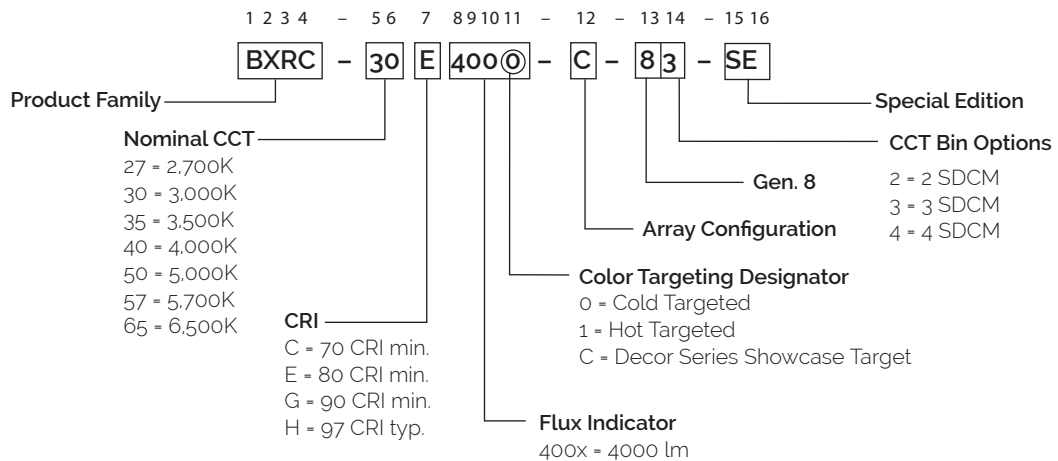 1 2 3 4 – 5 6 7 8 9 10 11 – 12 – 13 14 – 15 16
BXRC – 30 E 400 0 – C – 8 3 – SE
Product Family
Special Edition
Nominal CCT
27 = 2,700K
30 = 3,000K
35 = 3,500K
40 = 4,000K
50 = 5,000K
57 = 5,700K
65 = 6,500K
CCT Bin Options
2 = 2 SDCM
3 = 3 SDCM
4 = 4 SDCM
Gen. 8
Array Configuration
Color Targeting Designator
0 = Cold Targeted
1 = Hot Targeted
C = Decor Series Showcase Target
CRI
C = 70 CRI min.
E = 80 CRI min.
G = 90 CRI min.
H = 97 CRI typ.
Flux Indicator
400x = 4000 lm